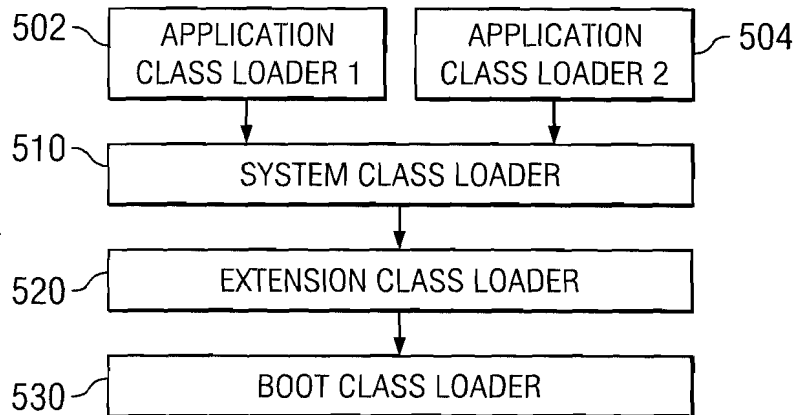 502
APPLICATION
CLASS LOADER 1
APPLICATION
CLASS LOADER 2
504
510
SYSTEM CLASS LOADER
520
EXTENSION CLASS LOADER
530
BOOT CLASS LOADER